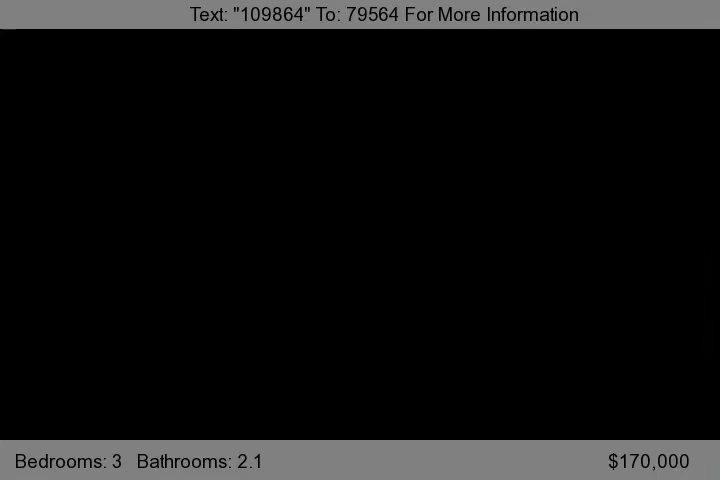 Text: "109864" To: 79564 For More Information
Bedrooms: 3 Bathrooms: 2.1 $170,000